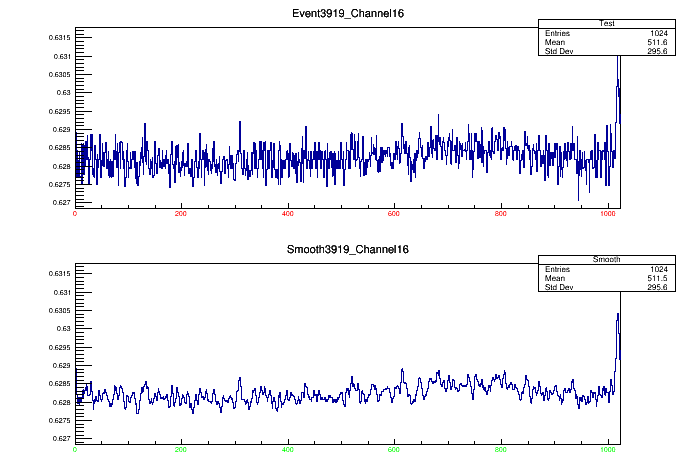 Event3919_Channel16
Test
Entries 1024
Mean 511.6
Std Dev 295.6
0.6315
0.631
0.6305
0.63
0.6295
0.629
0.6285
0.628
0.6275
0.627
0 200 400 600 800 1000
Smooth3919_Channel16
Smooth
Entries 1024
Mean 511.5
Std Dev 295.6
0.6315
0.631
0.6305
0.63
0.6295
0.629
0.6285
0.628
0.6275
0.627
0 200 400 600 800 1000